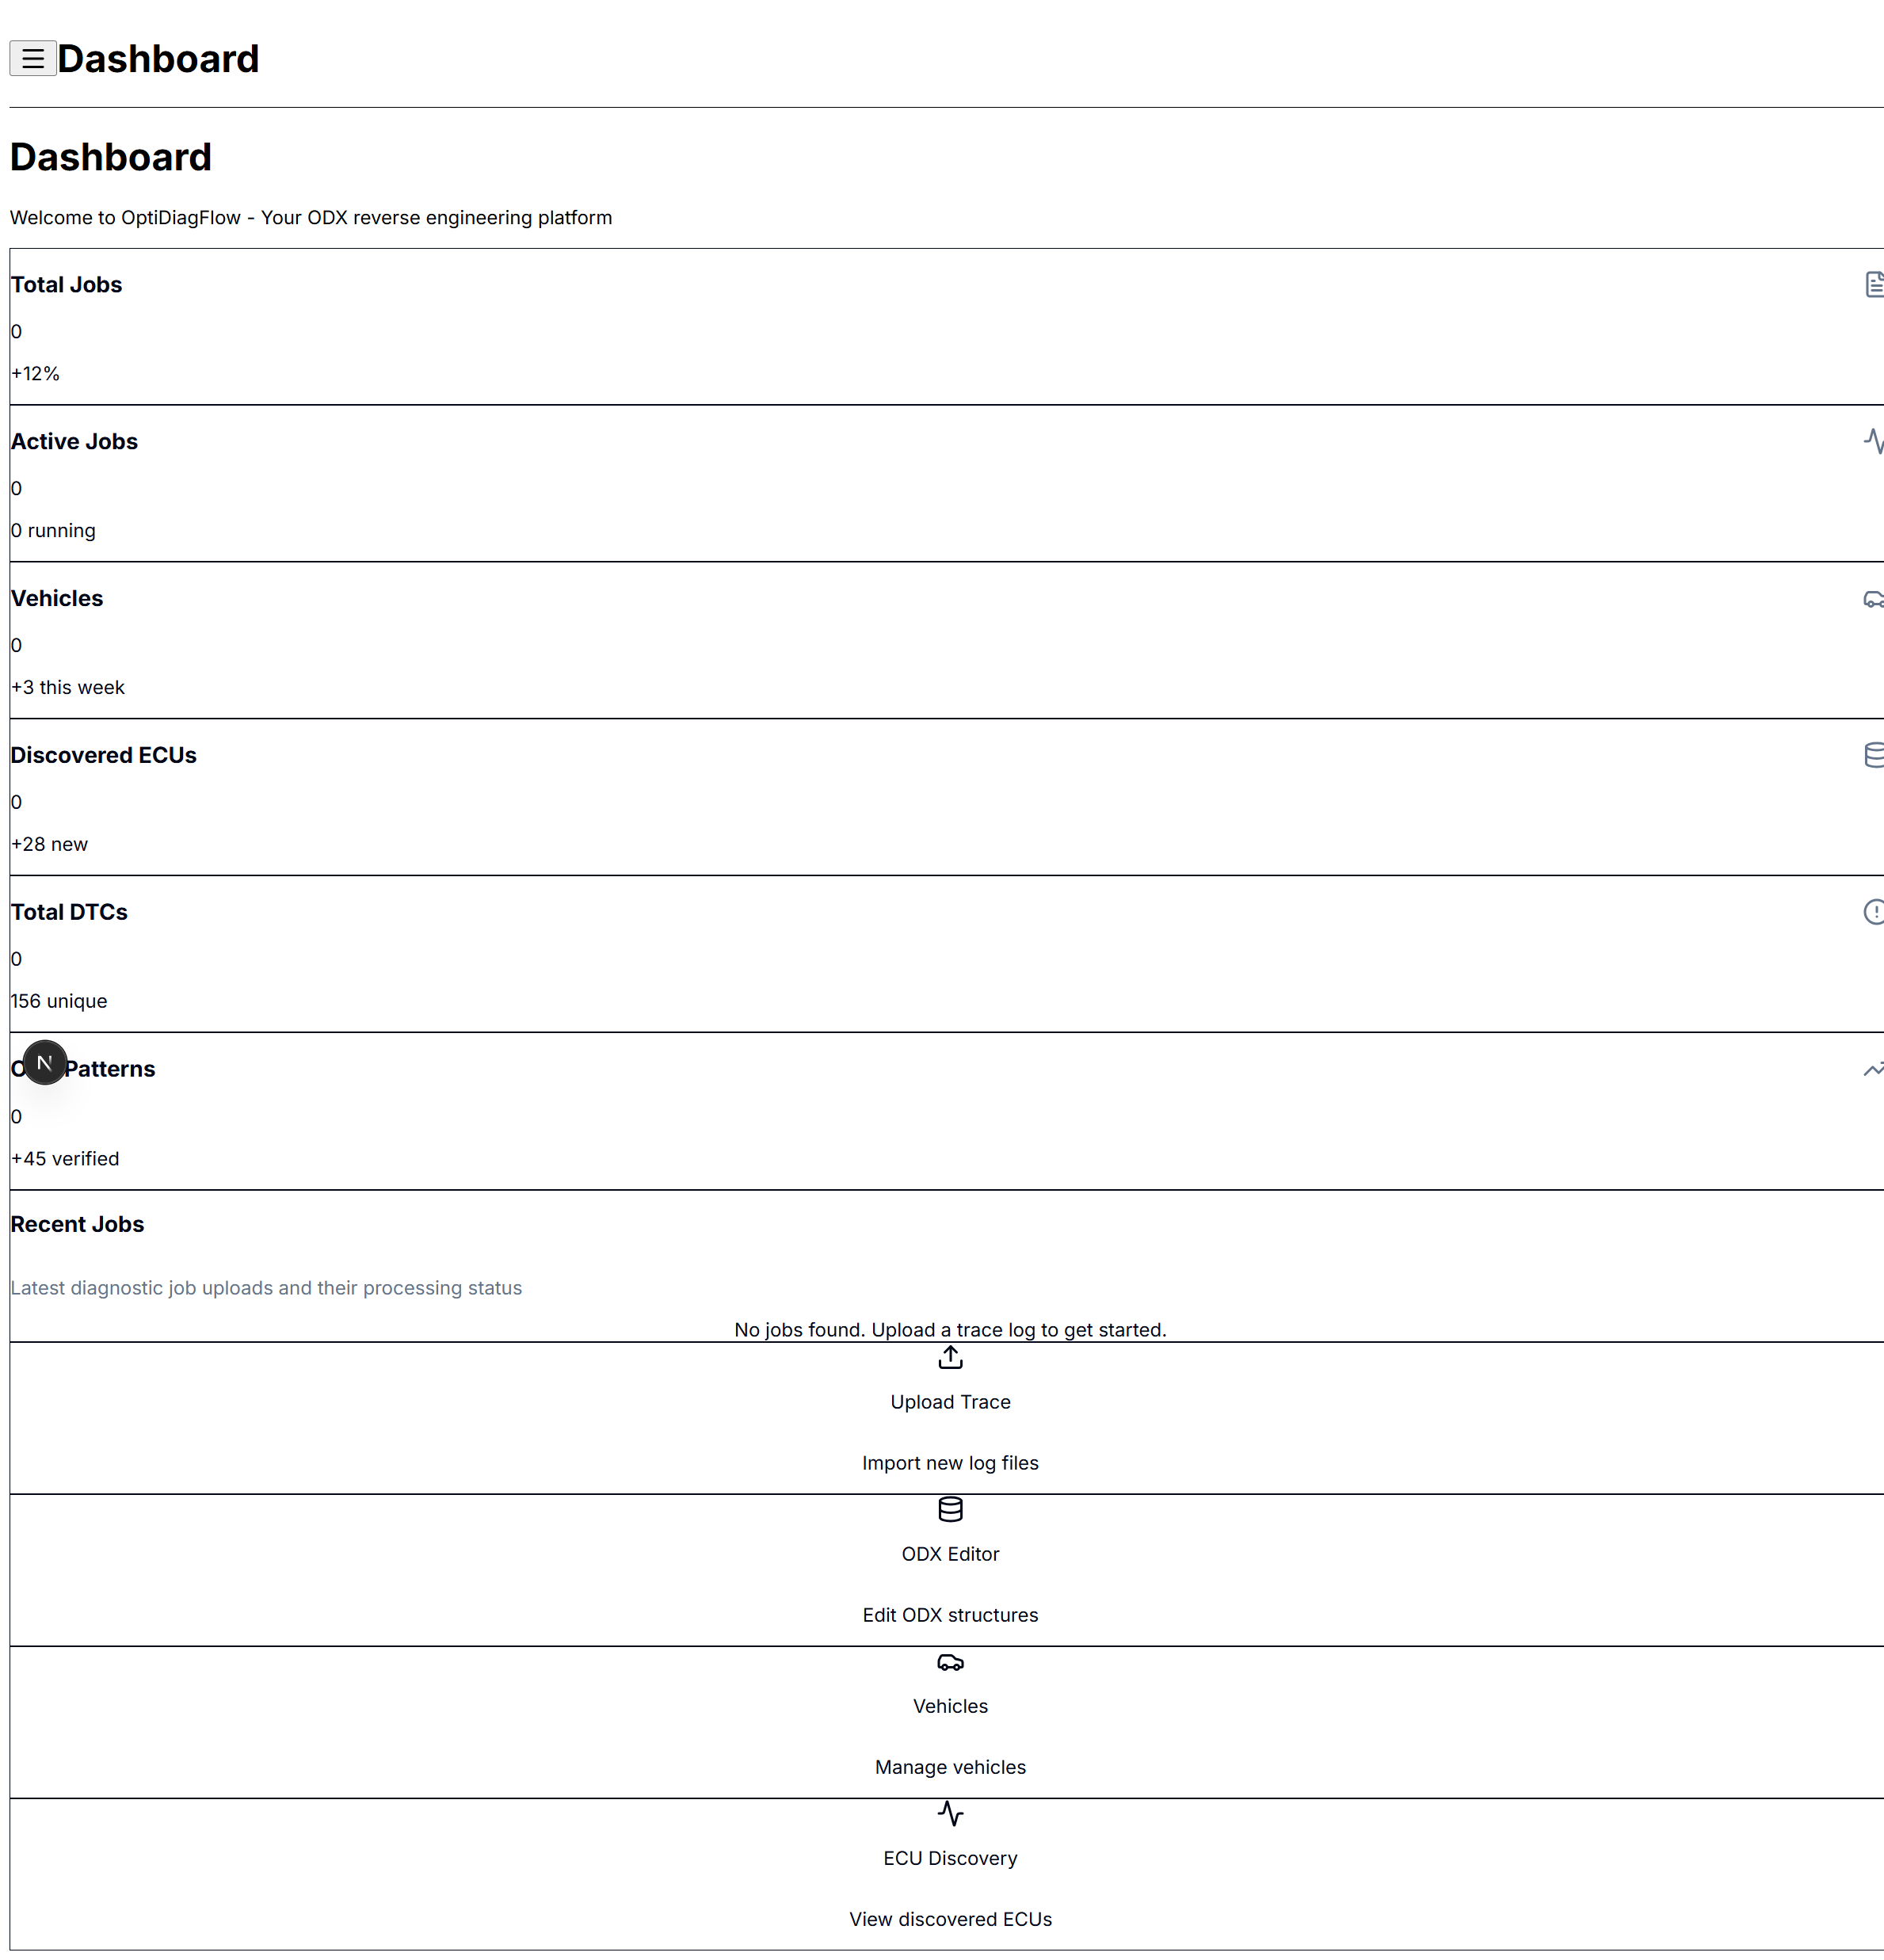 Dashboard
Dashboard
Welcome to OptiDiagFlow - Your ODX reverse engineering platform
Total Jobs
0
+12%
Active Jobs
0
0 running
Vehicles
0
+3 this week
Discovered ECUs
0
+28 new
Total DTCs
0
156 unique
N
Patterns
0
+45 verified
Recent Jobs
Latest diagnostic job uploads and their processing status
No jobs found. Upload a trace log to get started.
Upload Trace
Import new log files
ODX Editor
Edit ODX structures
Vehicles
Manage vehicles
ECU Discovery
View discovered ECUs